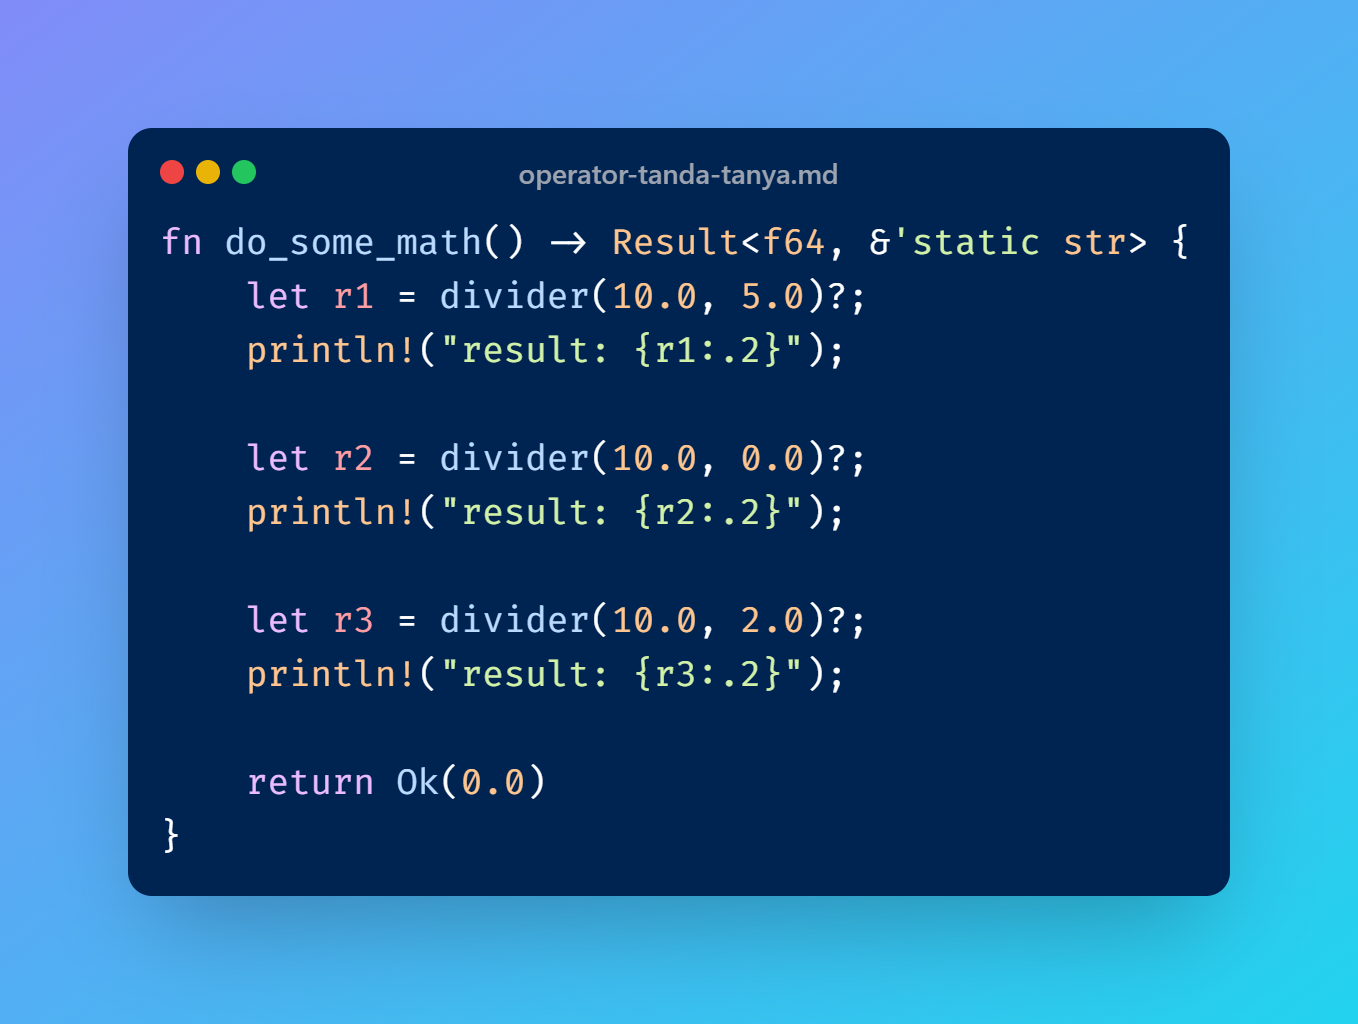 operator-tanda-tanya.md
fn do_some_math() -> Result<f64, &'static str> {
    let r1 = divider(10.0, 5.0)?;
    println!("result: {r1:.2}");

    let r2 = divider(10.0, 0.0)?;
    println!("result: {r2:.2}");

    let r3 = divider(10.0, 2.0)?;
    println!("result: {r3:.2}");

    return Ok(0.0)
}